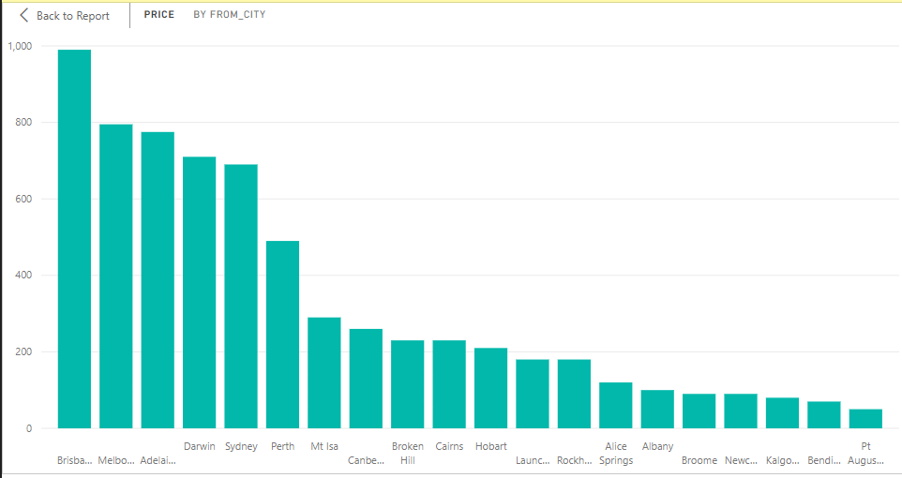 Back to Report PRICE BY FROM_CITY
1,000
800
600
400
200
0
Brisba...
Melbo...
Adelai...
Darwin
Sydney
Perth
Mt Isa
Canbe...
Broken
Hill
Cairns
Hobart
Launc...
Rockh...
Alice
Springs
Albany
Broome
Newc...
Kalgo...
Bendi...
Pt
Augus...